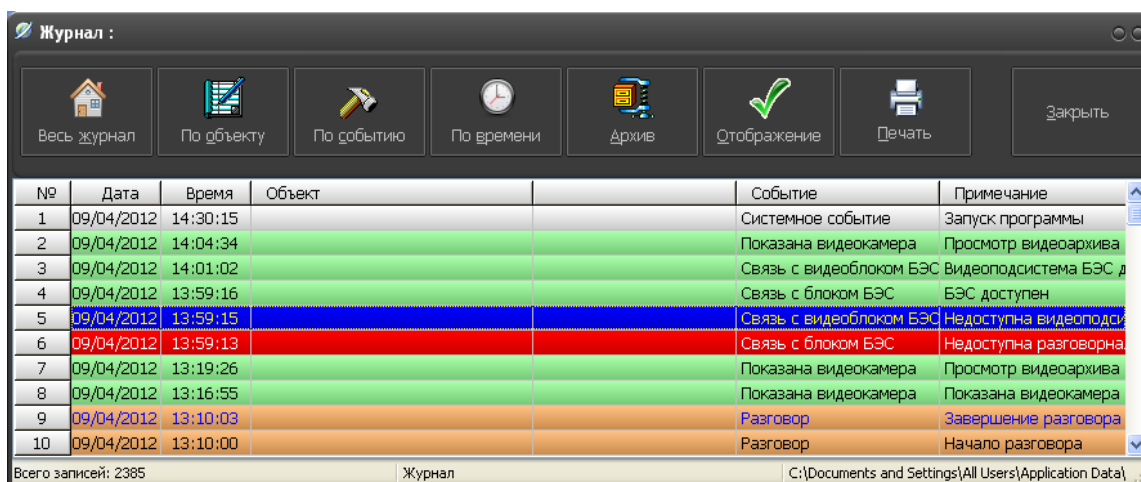 Журнал :
Весь журнал По объекту По событию По времени Архив Отображение Печать Закрыть
№ Дата Время Объект Событие Примечание
1 09/04/2012 14:30:15 Системное событие Запуск программы
2 09/04/2012 14:04:34 Показана видеокамера Просмотр видеоархива
3 09/04/2012 14:01:02 Связь с видеоблоком БЭС Видеоподсистема БЭС д
4 09/04/2012 13:59:16 Связь с блоком БЭС БЭС доступен
5 09/04/2012 13:59:15 Связь с видеоблоком БЭС Недоступна видеоподси
6 09/04/2012 13:59:13 Связь с блоком БЭС Недоступна разговорна
7 09/04/2012 13:19:26 Показана видеокамера Просмотр видеоархива
8 09/04/2012 13:16:55 Показана видеокамера Показана видеокамера
9 09/04/2012 13:10:03 Разговор Завершение разговора
10 09/04/2012 13:10:00 Разговор Начало разговора
Всего записей: 2385 Журнал C:\Documents and Settings\All Users\Application Data\